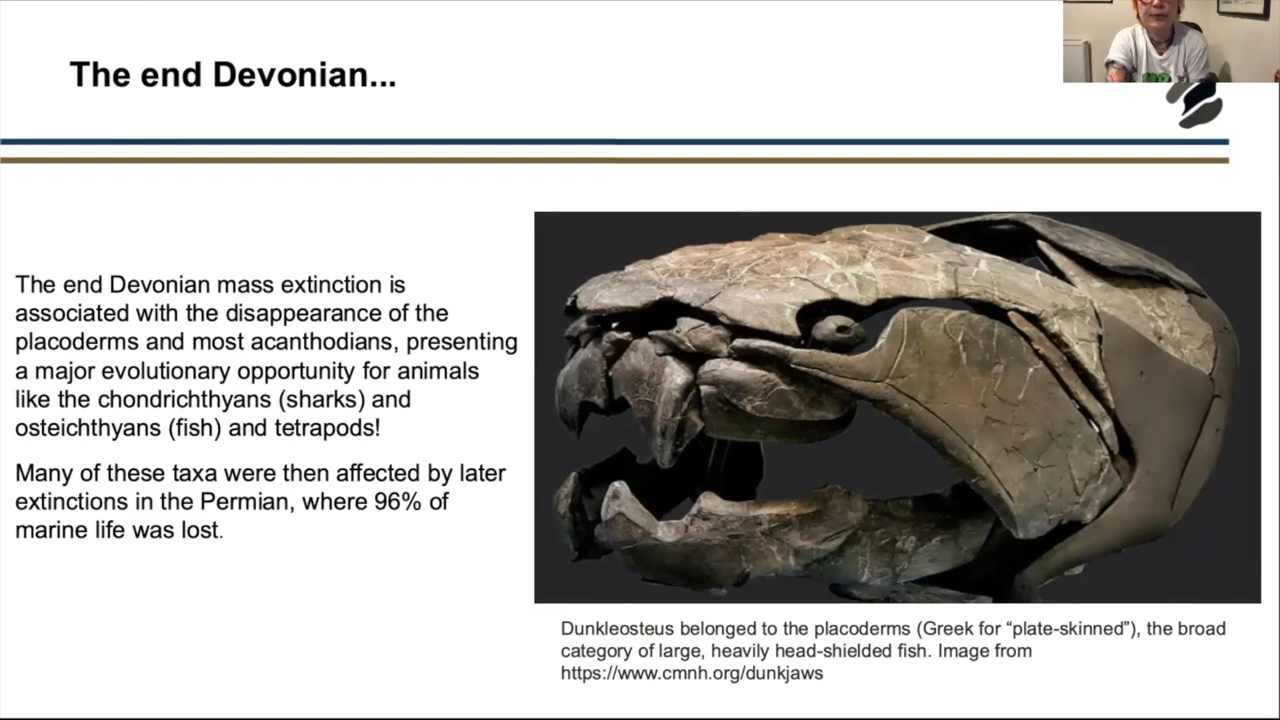 The end Devonian...
The end Devonian mass extinction is
associated with the disappearance of the
placoderms and most acanthodians, presenting
a major evolutionary opportunity for animals
like the chondrichthyans (sharks) and
osteichthyans (fish) and tetrapods!
Many of these taxa were then affected by later
extinctions in the Permian, where 96% of
marine life was lost.
Dunkleosteus belonged to the placoderms (Greek for “plate-skinned”), the broad
category of large, heavily head-shielded fish. Image from
https://www.cmnh.org/dunkjaws